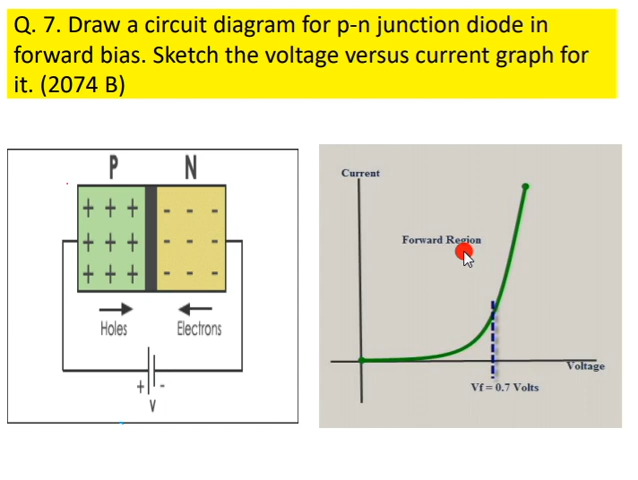 Q. 7. Draw a circuit diagram for p-n junction diode in
forward bias. Sketch the voltage versus current graph for
it. (2074 B)
P N
+ + + - - -
+ + + - - -
+ + + - - -
Holes Electrons
+ -
V
Current
Forward Region
Voltage
Vf = 0.7 Volts